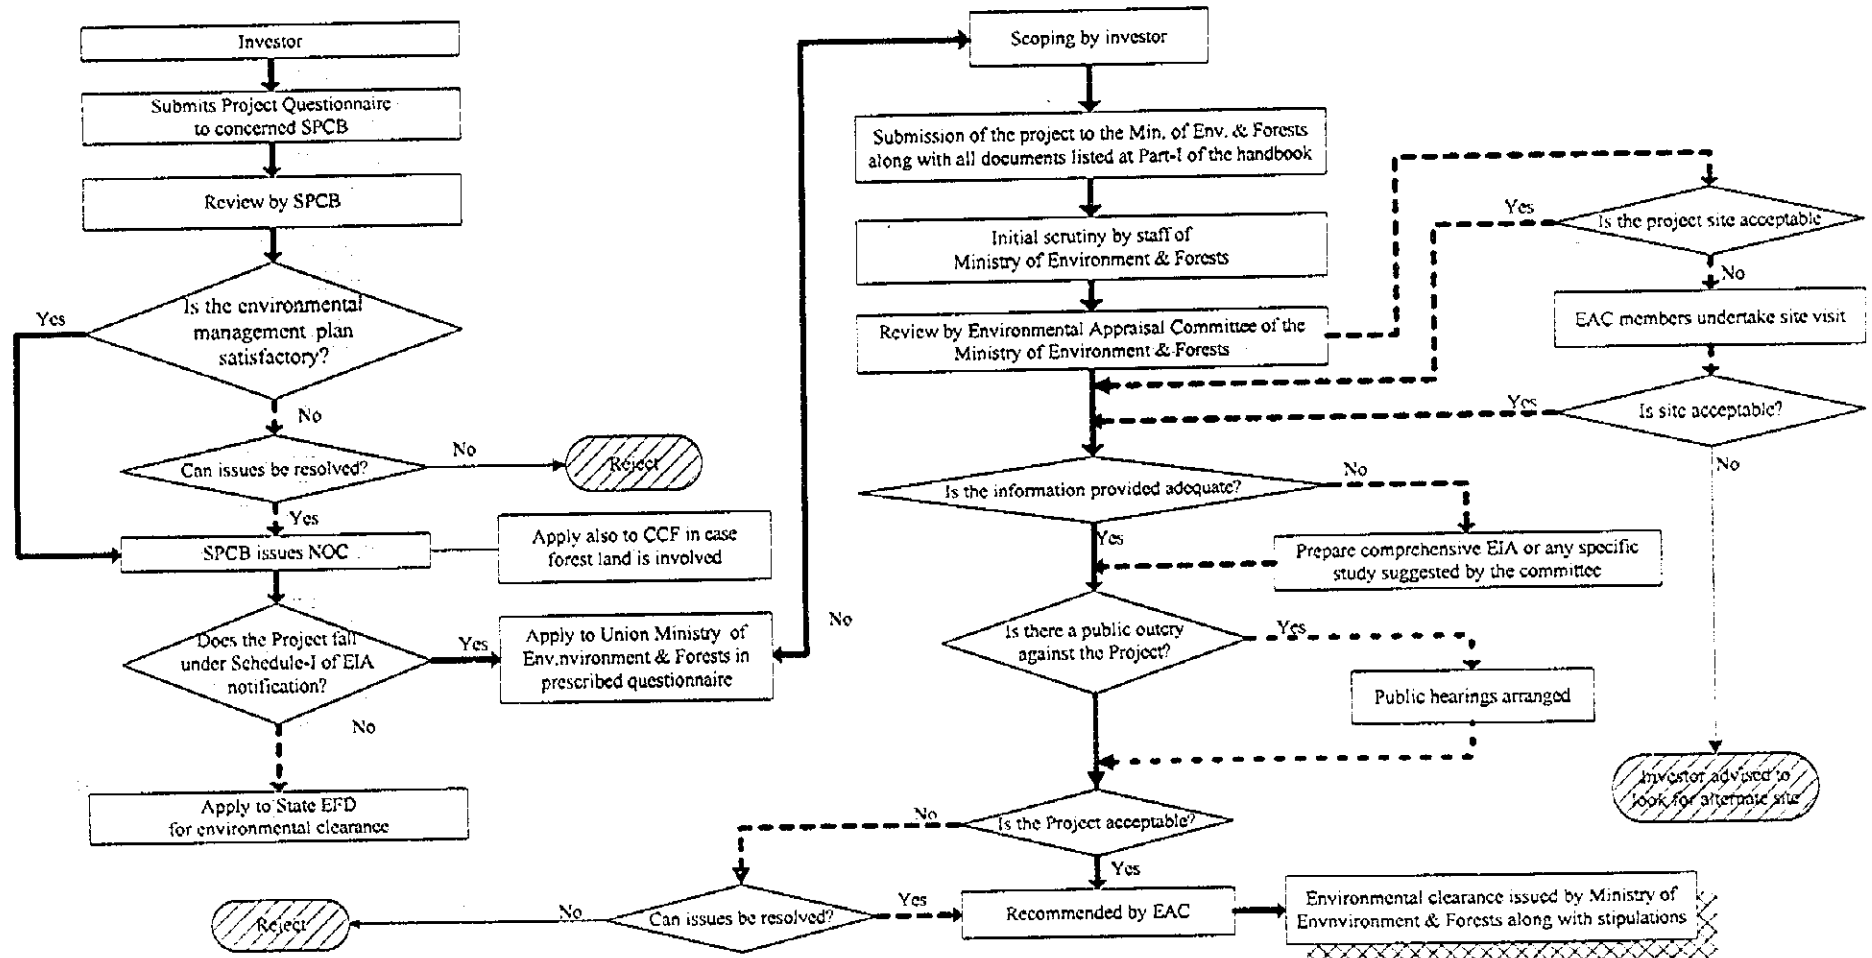 Investor
Submits Project Questionnaire
to concerned SPCB
Review by SPCB
Yes
Is the environmental
management plan
satisfactory?
No
Can issues be resolved?
No
Reject
Yes
SPCB issues NOC
Apply also to CCF in case
forest land is involved
Does the Project fall
under Schedule-I of EIA
notification?
Yes
Apply to Union Ministry of
Env.nvironment & Forests in
prescribed questionnaire
No
No
Apply to State EFD
for environmental clearance
Scoping by investor
Submission of the project to the Min. of Env. & Forests
along with all documents listed at Part-I of the handbook
Initial scrutiny by staff of
Ministry of Environment & Forests
Review by Environmental Appraisal Committee of the
Ministry of Environment & Forests
Yes
Is the project site acceptable
No
EAC members undertake site visit
Yes
Is site acceptable?
No
Investor advised to
look for alternate site
Is the information provided adequate?
No
Yes
Prepare comprehensive EIA or any specific
study suggested by the committee
Is there a public outcry
against the Project?
Yes
Public hearings arranged
No
Is the Project acceptable?
Yes
Reject
No
Can issues be resolved?
Yes
Recommended by EAC
Environmental clearance issued by Ministry of
Envnvironment & Forests along with stipulations